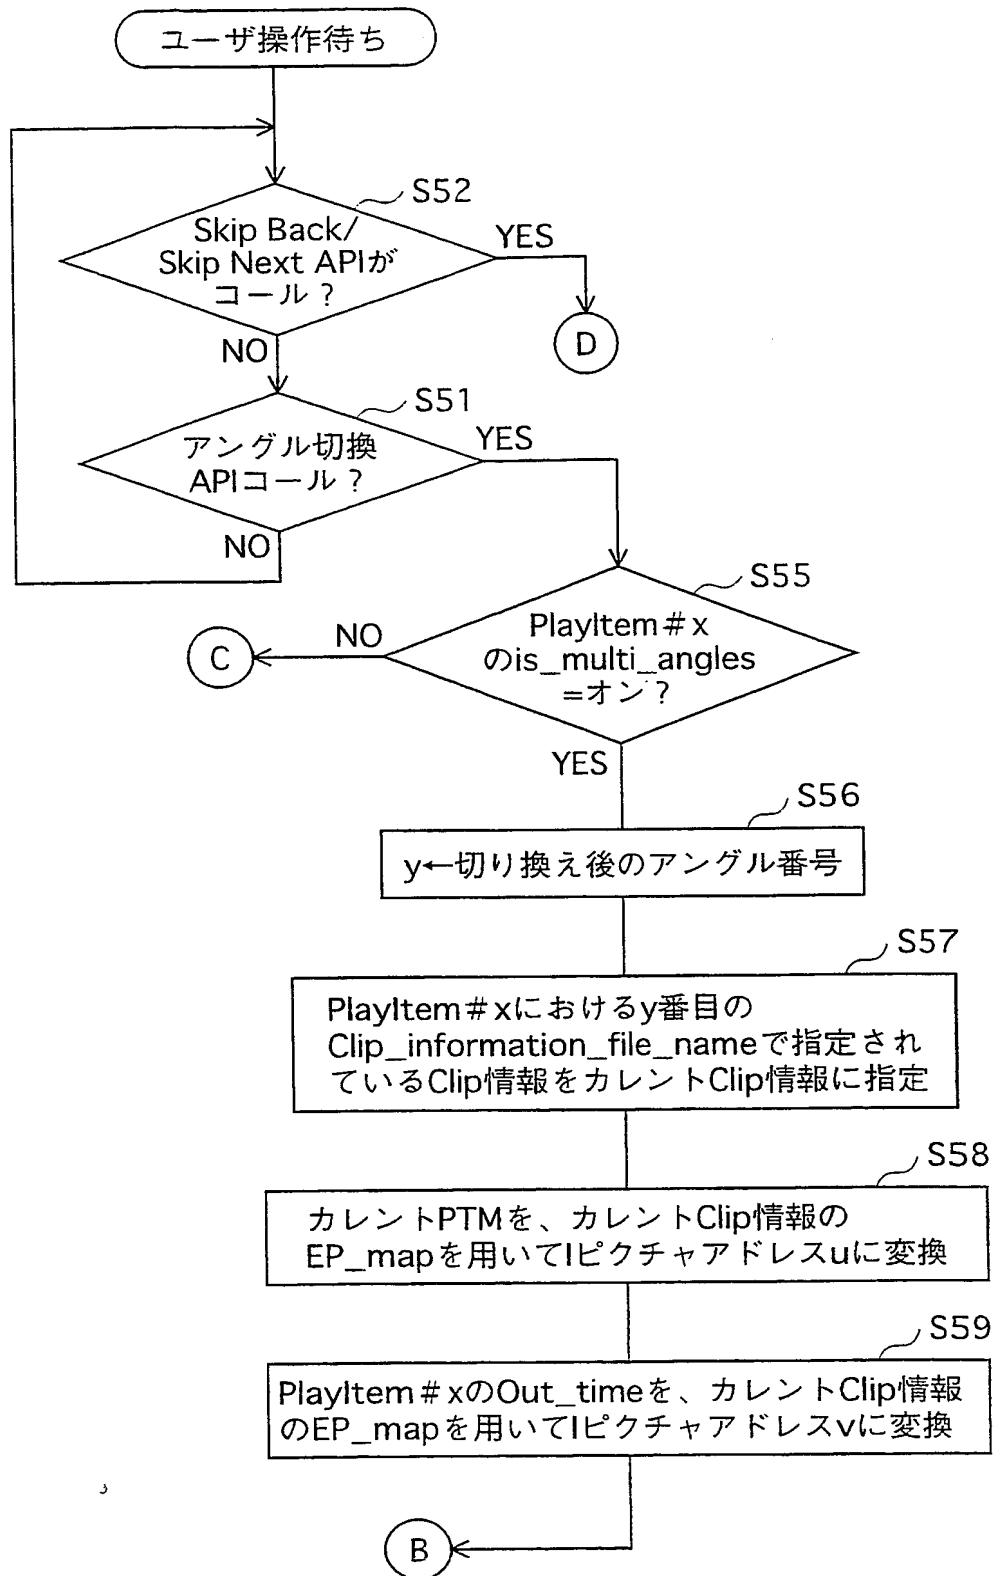 ユーザ操作待ち
S52
Skip Back/
Skip Next APIが
コール？
YES
D
NO
S51
アングル切換
APIコール？
YES
NO
S55
PlayItem＃x
のis_multi_angles
=オン？
NO
C
YES
S56
y←切り換え後のアングル番号
S57
PlayItem＃xにおけるy番目の
Clip_information_file_nameで指定され
ているClip情報をカレントClip情報に指定
S58
カレントPTMを、カレントClip情報の
EP_mapを用いてIピクチャアドレスuに変換
S59
PlayItem＃xのOut_timeを、カレントClip情報
のEP_mapを用いてIピクチャアドレスvに変換
B